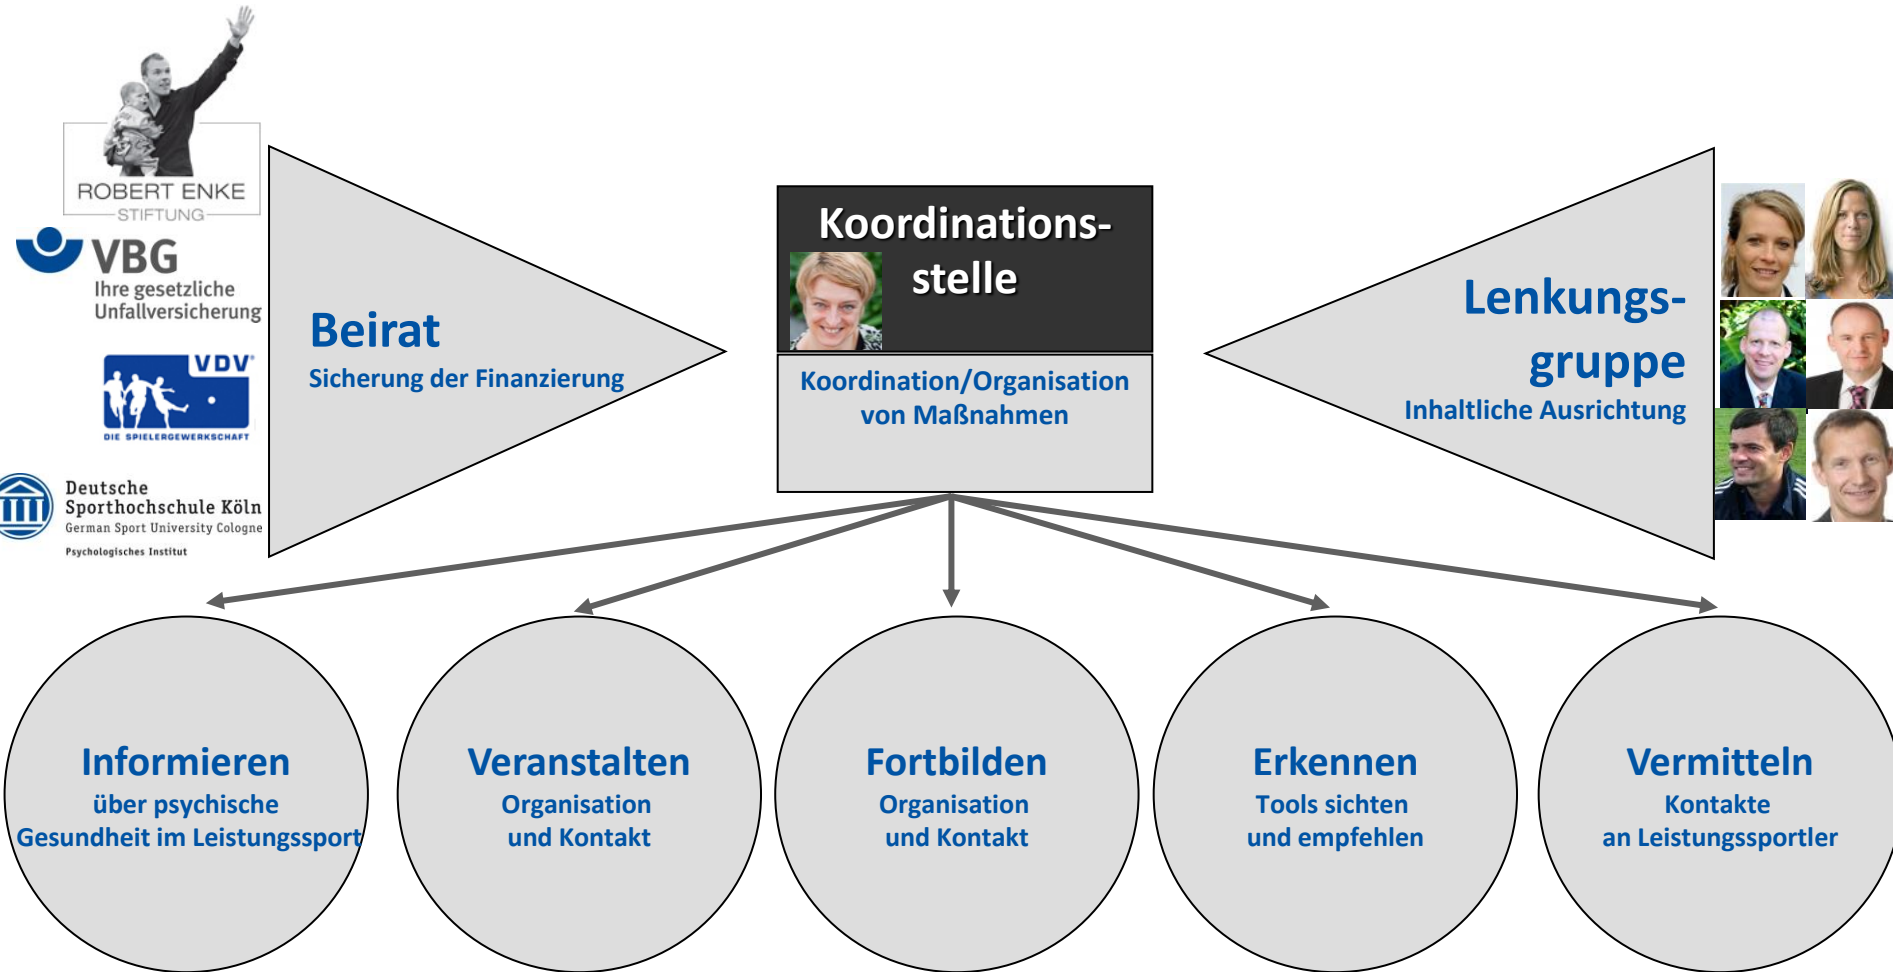 ROBERT ENKE
STIFTUNG
VBG
Ihre gesetzliche
Unfallversicherung
VDV®
DIE SPIELERGEWERKSCHAFT
Deutsche
Sporthochschule Köln
German Sport University Cologne
Psychologisches Institut
Beirat
Sicherung der Finanzierung
Koordinations-
stelle
Koordination/Organisation
von Maßnahmen
Lenkungs-
gruppe
Inhaltliche Ausrichtung
Informieren
über psychische
Gesundheit im Leistungssport
Veranstalten
Organisation
und Kontakt
Fortbilden
Organisation
und Kontakt
Erkennen
Tools sichten
und empfehlen
Vermitteln
Kontakte
an Leistungssportler